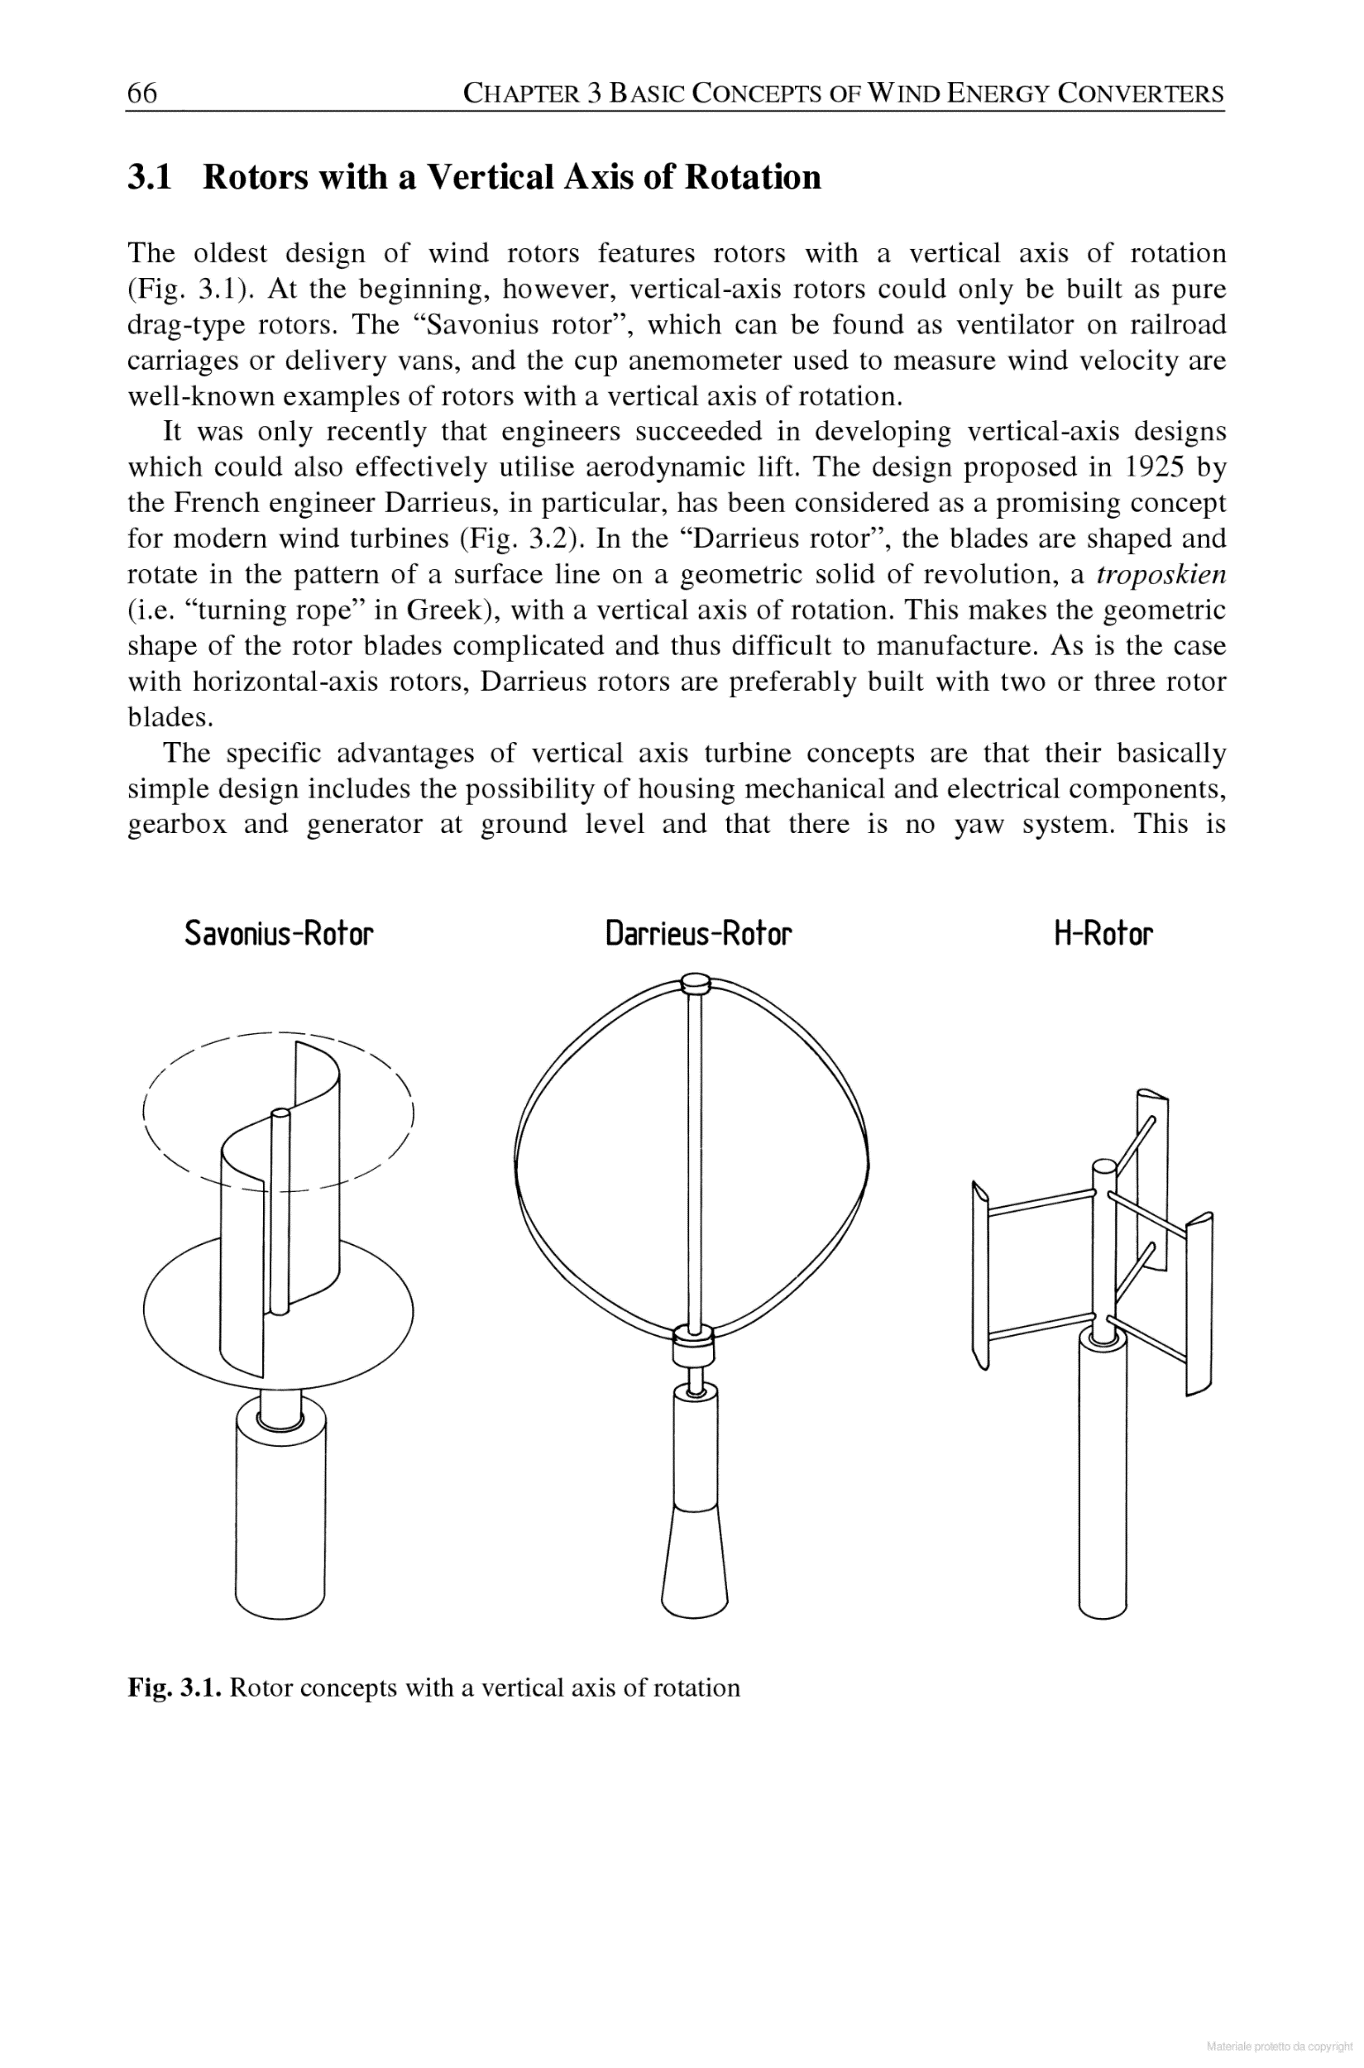 66 CHAPTER 3 BASIC CONCEPTS OF WIND ENERGY CONVERTERS
3.1 Rotors with a Vertical Axis of Rotation
The oldest design of wind rotors features rotors with a vertical axis of rotation
(Fig. 3.1). At the beginning, however, vertical-axis rotors could only be built as pure
drag-type rotors. The “Savonius rotor”, which can be found as ventilator on railroad
carriages or delivery vans, and the cup anemometer used to measure wind velocity are
well-known examples of rotors with a vertical axis of rotation.
It was only recently that engineers succeeded in developing vertical-axis designs
which could also effectively utilise aerodynamic lift. The design proposed in 1925 by
the French engineer Darrieus, in particular, has been considered as a promising concept
for modern wind turbines (Fig. 3.2). In the “Darrieus rotor”, the blades are shaped and
rotate in the pattern of a surface line on a geometric solid of revolution, a troposkien
(i.e. “turning rope” in Greek), with a vertical axis of rotation. This makes the geometric
shape of the rotor blades complicated and thus difficult to manufacture. As is the case
with horizontal-axis rotors, Darrieus rotors are preferably built with two or three rotor
blades.
The specific advantages of vertical axis turbine concepts are that their basically
simple design includes the possibility of housing mechanical and electrical components,
gearbox and generator at ground level and that there is no yaw system. This is
Savonius-Rotor Darrieus-Rotor H-Rotor
Fig. 3.1. Rotor concepts with a vertical axis of rotation
Materiale protetto da copyright